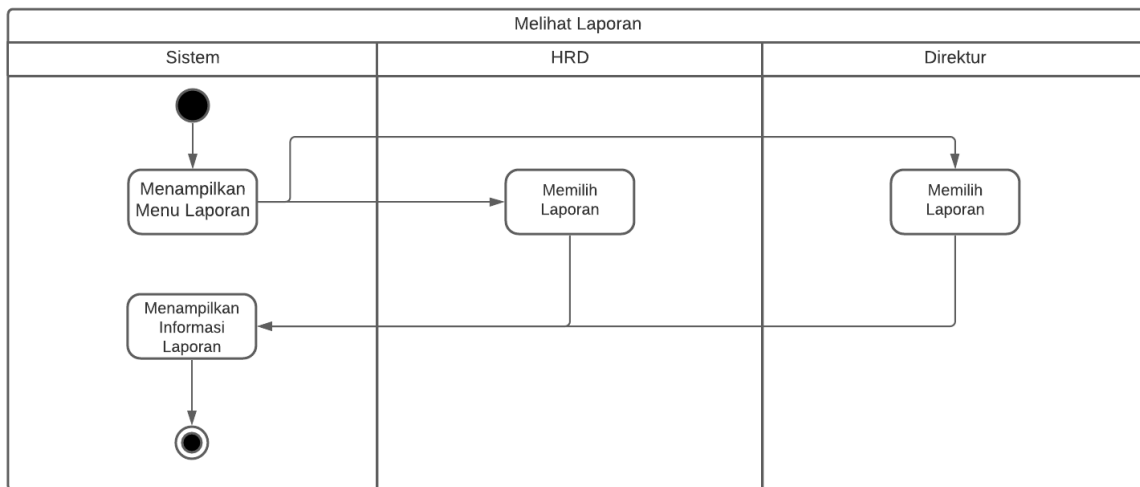 Melihat Laporan
Sistem
HRD
Direktur
Menampilkan
Menu Laporan
Memilih
Laporan
Memilih
Laporan
Menampilkan
Informasi
Laporan